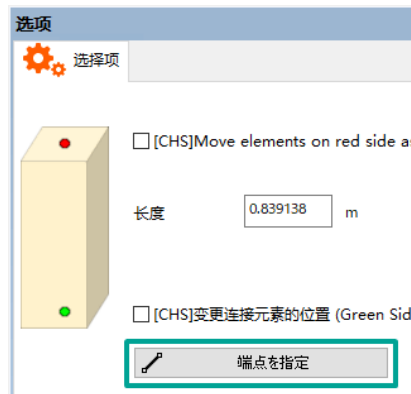 选项
选择项
[CHS]Move elements on red side as
长度
0.839138 m
[CHS]变更连接元素的位置 (Green Sid
端点を指定